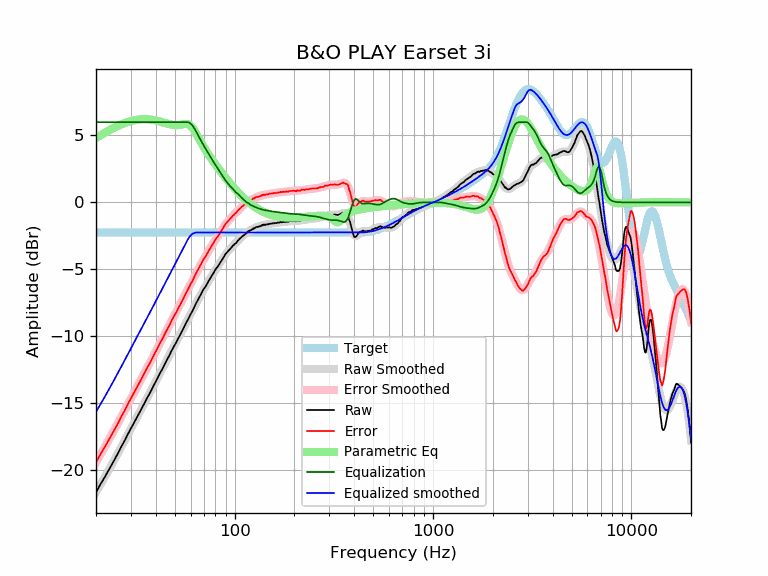 B&O PLAY Earset 3i
Amplitude (dBr)
5
0
−5
−10
−15
−20
Target
Raw Smoothed
Error Smoothed
Raw
Error
Parametric Eq
Equalization
Equalized smoothed
100
1000
10000
Frequency (Hz)